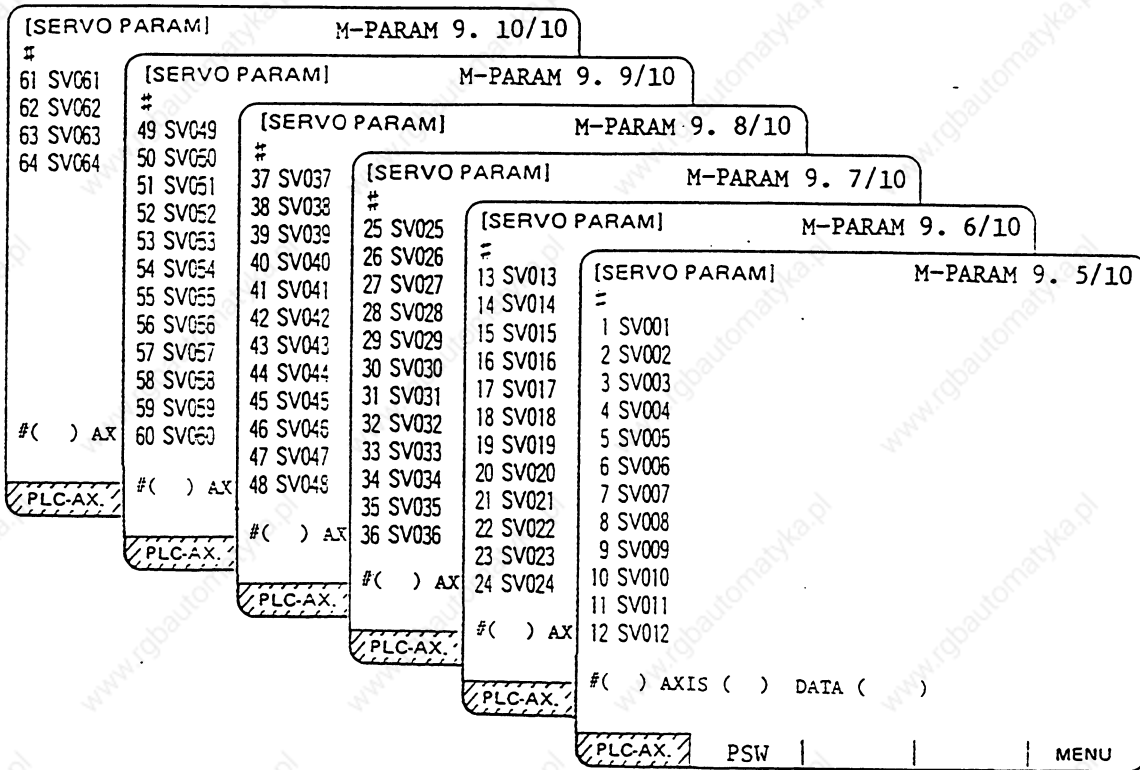 [SERVO PARAM] M-PARAM 9. 10/10
#
61 SV061
62 SV062
63 SV063
64 SV064
#( ) AX
PLC-AX.
[SERVO PARAM] M-PARAM 9. 9/10
#
49 SV049
50 SV050
51 SV051
52 SV052
53 SV053
54 SV054
55 SV055
56 SV056
57 SV057
58 SV058
59 SV059
60 SV060
#( ) AX
PLC-AX.
[SERVO PARAM] M-PARAM 9. 8/10
#
37 SV037
38 SV038
39 SV039
40 SV040
41 SV041
42 SV042
43 SV043
44 SV044
45 SV045
46 SV046
47 SV047
48 SV048
#( ) AX
PLC-AX.
[SERVO PARAM] M-PARAM 9. 7/10
#
25 SV025
26 SV026
27 SV027
28 SV028
29 SV029
30 SV030
31 SV031
32 SV032
33 SV033
34 SV034
35 SV035
36 SV036
#( ) AX
PLC-AX.
[SERVO PARAM] M-PARAM 9. 6/10
#
13 SV013
14 SV014
15 SV015
16 SV016
17 SV017
18 SV018
19 SV019
20 SV020
21 SV021
22 SV022
23 SV023
24 SV024
#( ) AX
PLC-AX.
[SERVO PARAM] M-PARAM 9. 5/10
#
1 SV001
2 SV002
3 SV003
4 SV004
5 SV005
6 SV006
7 SV007
8 SV008
9 SV009
10 SV010
11 SV011
12 SV012
#( ) AXIS ( ) DATA ( )
PLC-AX. PSW MENU
www.rgbautomatyka.pl